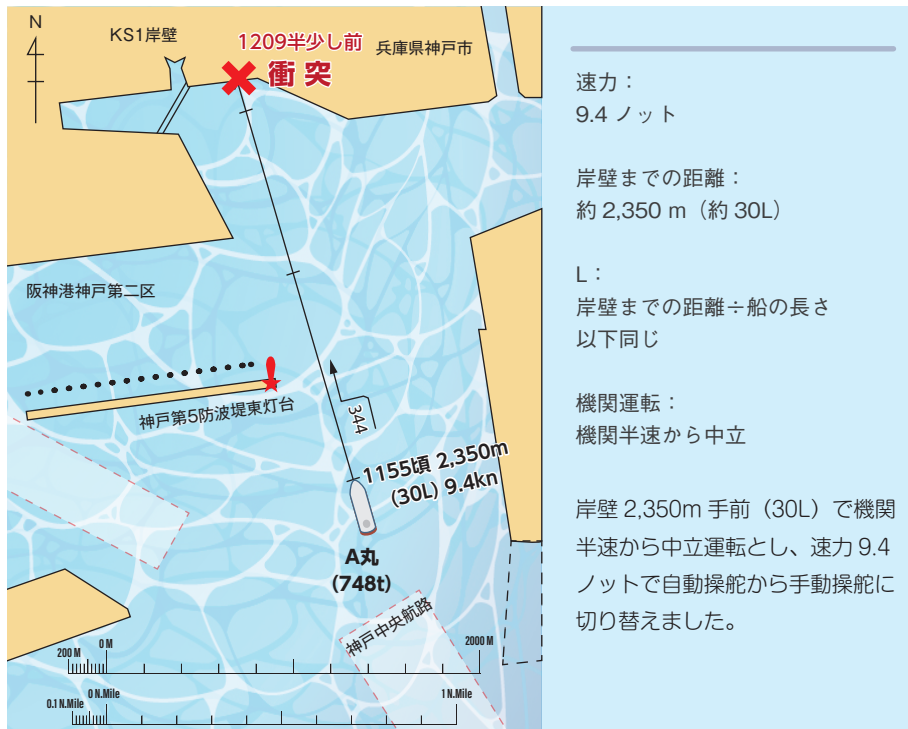 N
KS1岸壁
1209半少し前
衝突
兵庫県神戸市
阪神港神戸第二区
神戸第5防波堤東灯台
344
1155頃 2,350m
(30L) 9.4kn
A丸
(748t)
神戸中央航路
200 M
0 M
2000 M
0.1 N.Mile
0 N.Mile
1 N.Mile
速力：
9.4 ノット
岸壁までの距離：
約 2,350 m（約 30L）
L：
岸壁までの距離÷船の長さ
以下同じ
機関運転：
機関半速から中立
岸壁 2,350m 手前（30L）で機関
半速から中立運転とし、速力 9.4
ノットで自動操舵から手動操舵に
切り替えました。